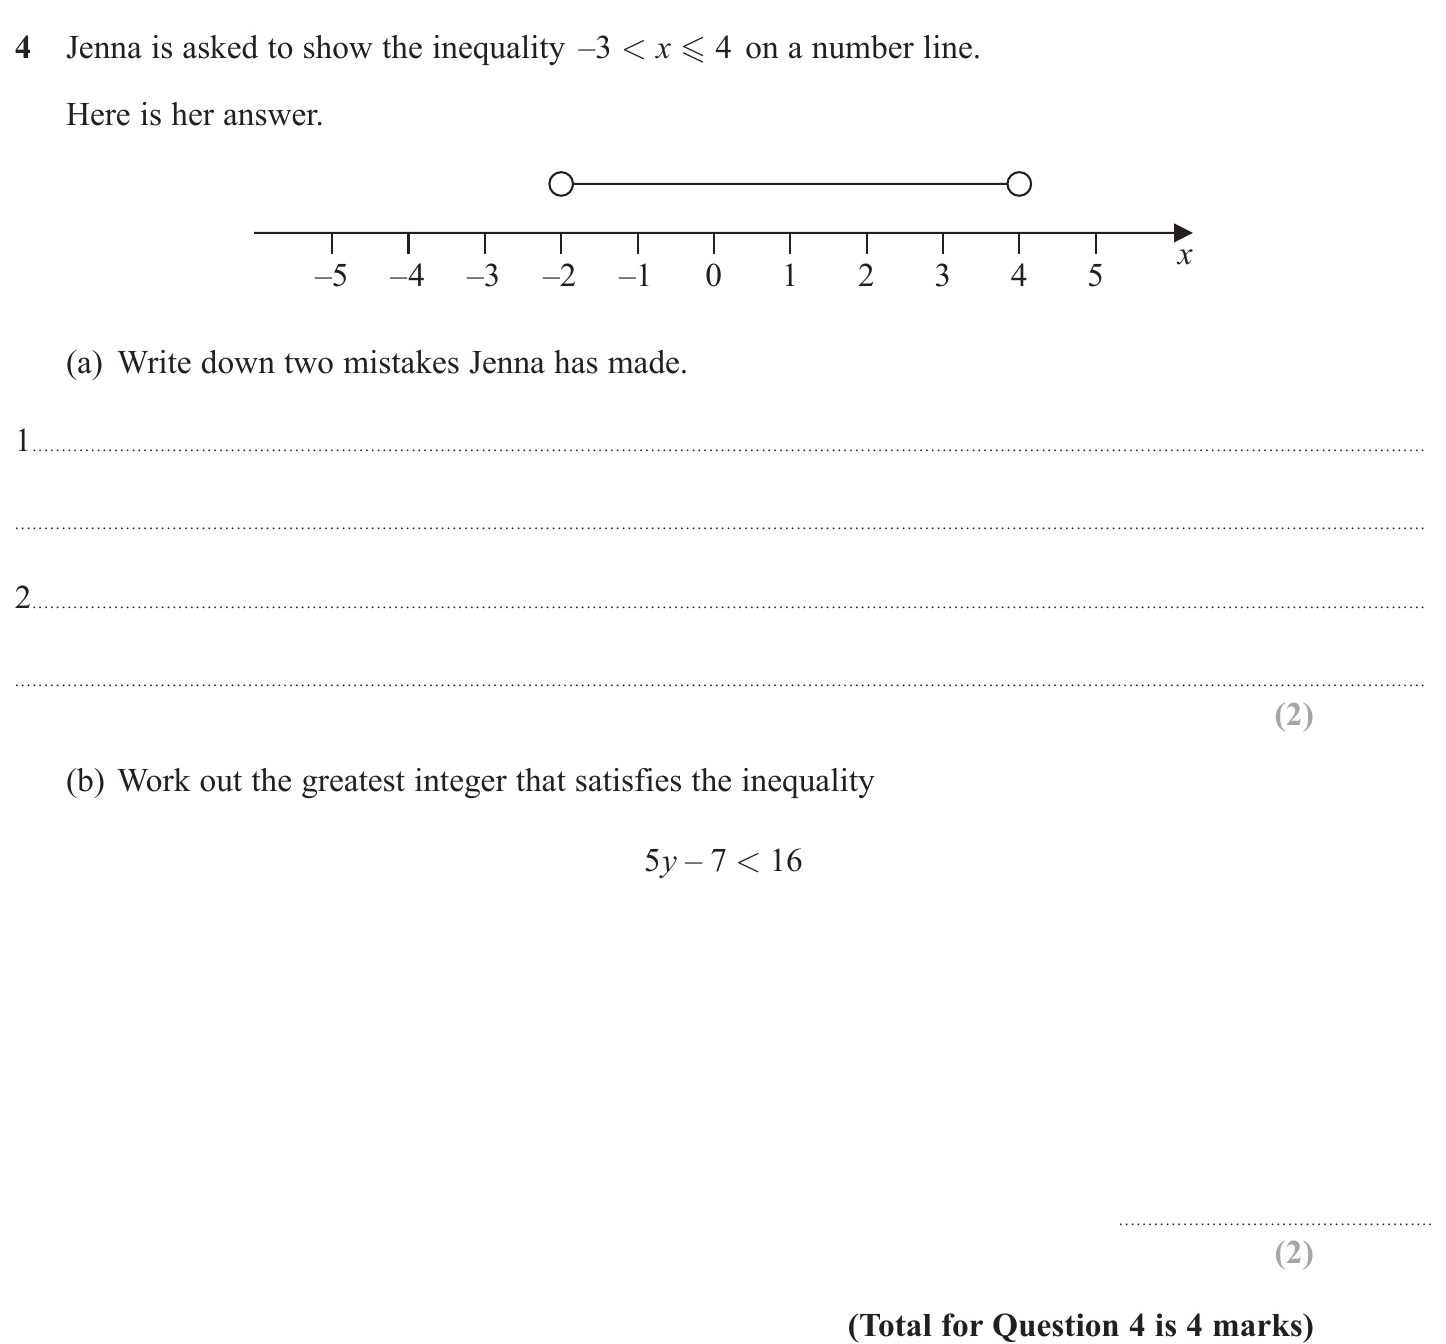 4 Jenna is asked to show the inequality –3 < x ⩽ 4 on a number line.
Here is her answer.
–5 –4 –3 –2 –1 0 1 2 3 4 5 x
(a) Write down two mistakes Jenna has made.
1
2
(2)
(b) Work out the greatest integer that satisfies the inequality
5y – 7 < 16
(2)
(Total for Question 4 is 4 marks)